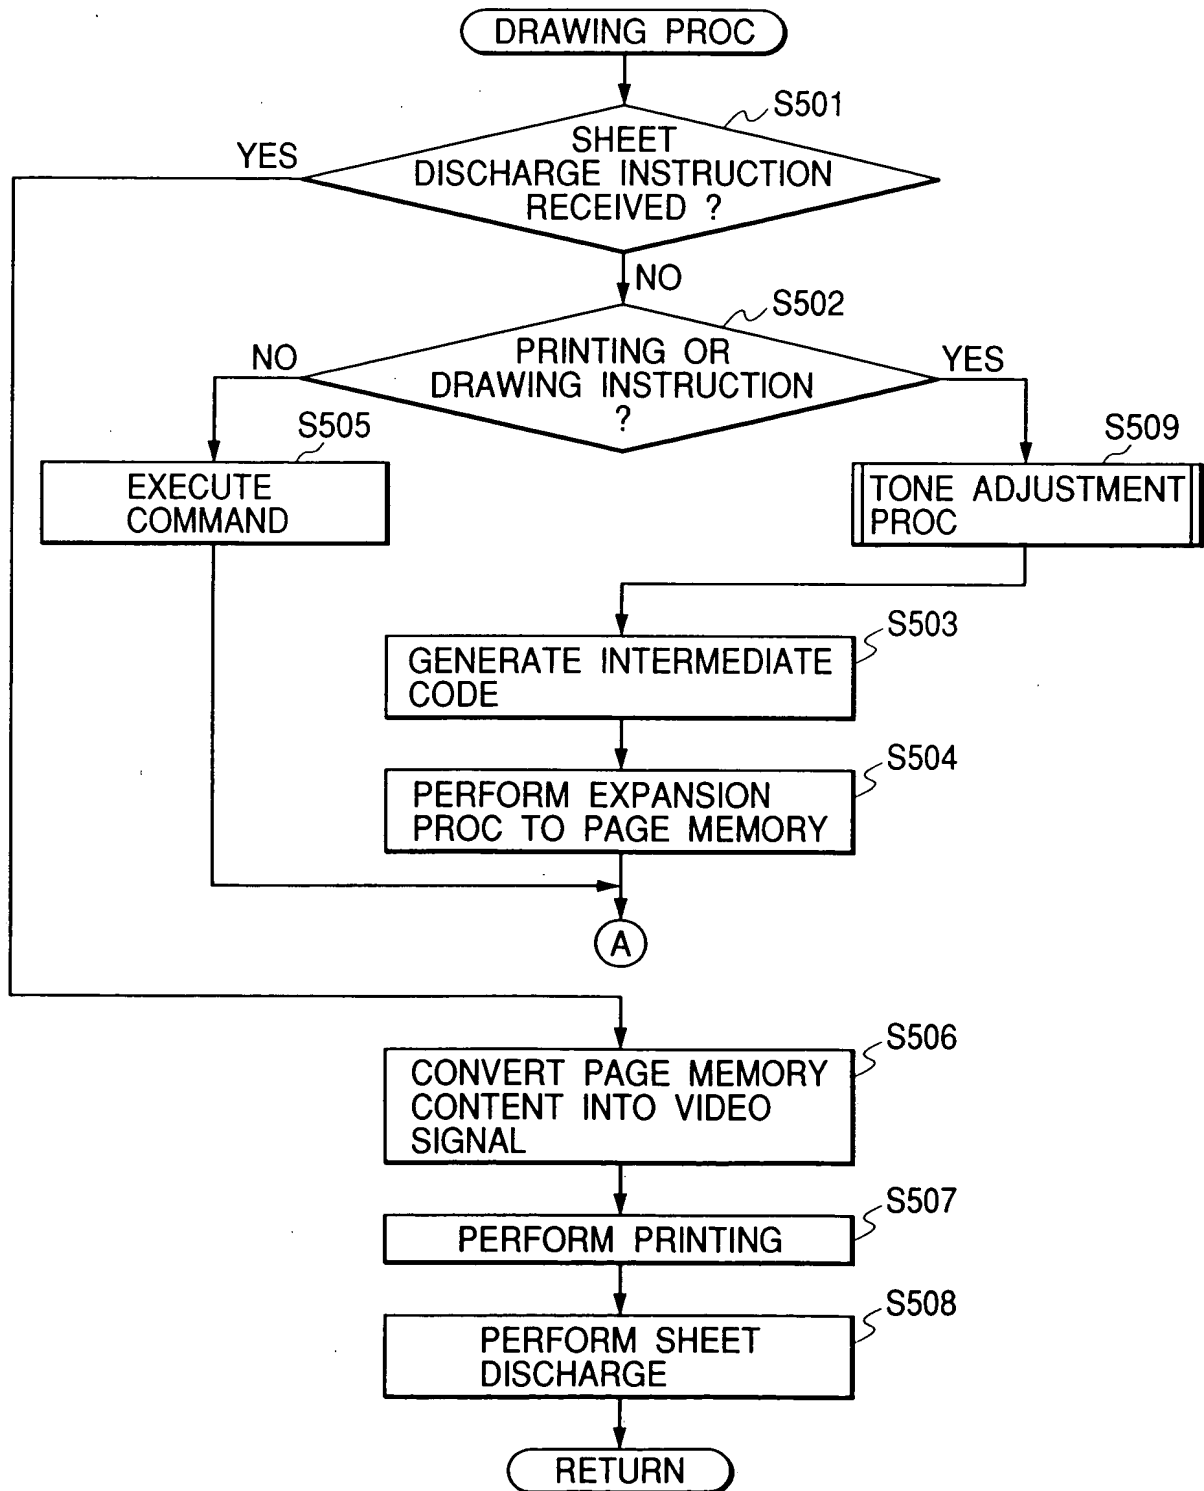 DRAWING PROC
S501
SHEET
DISCHARGE INSTRUCTION
RECEIVED ?
YES
NO
S502
PRINTING OR
DRAWING INSTRUCTION
?
NO
YES
S505
EXECUTE
COMMAND
S509
TONE ADJUSTMENT
PROC
S503
GENERATE INTERMEDIATE
CODE
S504
PERFORM EXPANSION
PROC TO PAGE MEMORY
A
S506
CONVERT PAGE MEMORY
CONTENT INTO VIDEO
SIGNAL
S507
PERFORM PRINTING
S508
PERFORM SHEET
DISCHARGE
RETURN